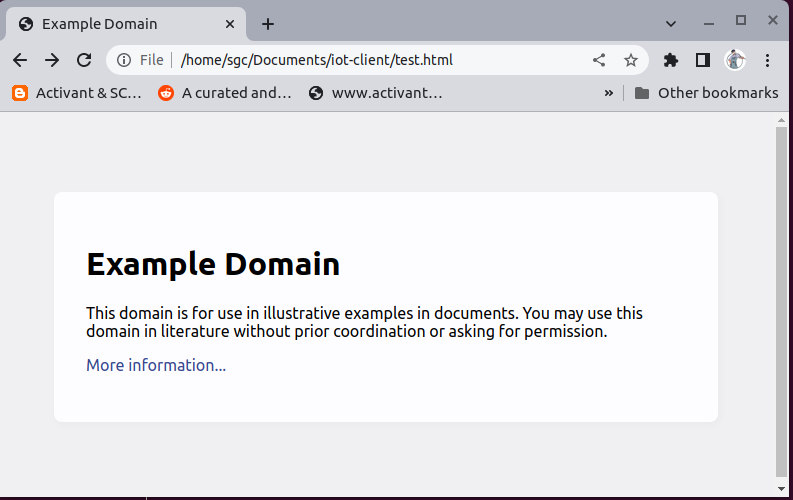 Example Domain
File /home/sgc/Documents/iot-client/test.html
Activant & SC... A curated and... www.activant... » Other bookmarks
Example Domain
This domain is for use in illustrative examples in documents. You may use this
domain in literature without prior coordination or asking for permission.
More information...